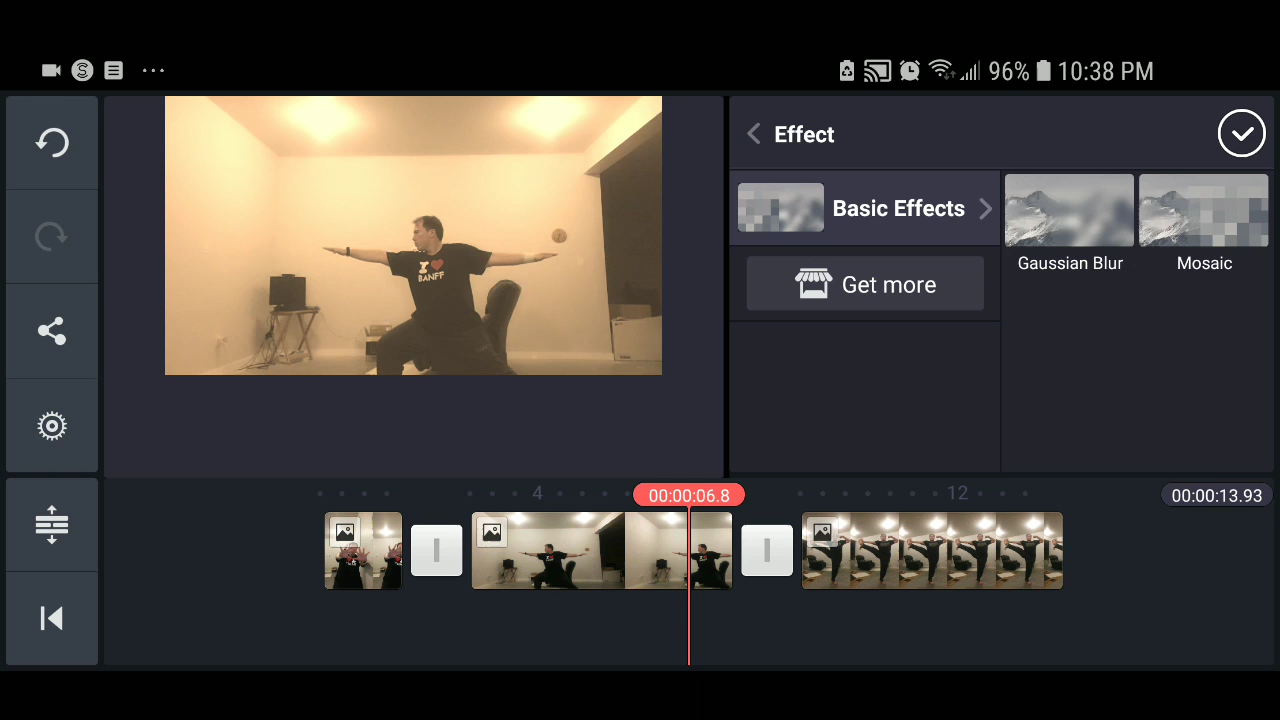 96% 10:38 PM
Effect
Basic Effects
Get more
Gaussian Blur
Mosaic
I
BANFF
4
00:00:06.8
12
00:00:13.93